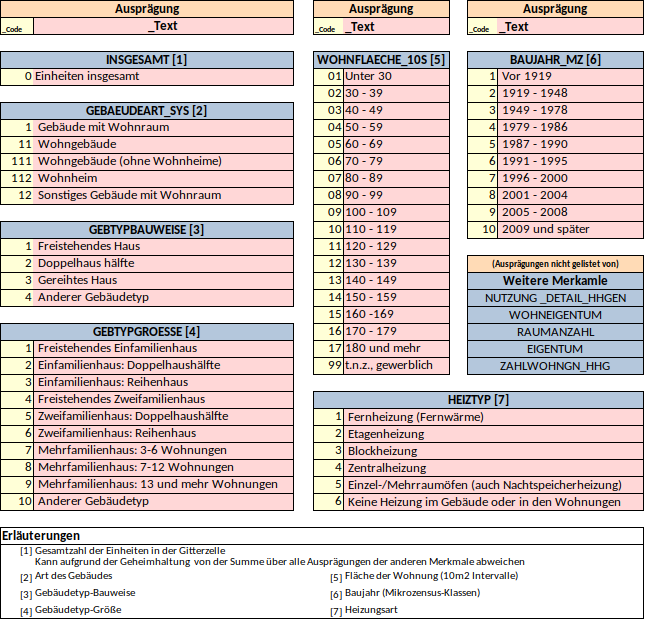 Ausprägung
_Code _Text
INSGESAMT [1]
0 Einheiten insgesamt
GEBAEUDEART_SYS [2]
1 Gebäude mit Wohnraum
11 Wohngebäude
111 Wohngebäude (ohne Wohnheime)
112 Wohnheim
12 Sonstiges Gebäude mit Wohnraum
GEBTYPBAUWEISE [3]
1 Freistehendes Haus
2 Doppelhaus hälfte
3 Gereihtes Haus
4 Anderer Gebäudetyp
GEBTYPGROESSE [4]
1 Freistehendes Einfamilienhaus
2 Einfamilienhaus: Doppelhaushälfte
3 Einfamilienhaus: Reihenhaus
4 Freistehendes Zweifamilienhaus
5 Zweifamilienhaus: Doppelhaushälfte
6 Zweifamilienhaus: Reihenhaus
7 Mehrfamilienhaus: 3-6 Wohnungen
8 Mehrfamilienhaus: 7-12 Wohnungen
9 Mehrfamilienhaus: 13 und mehr Wohnungen
10 Anderer Gebäudetyp
Ausprägung
_Code _Text
WOHNFLAECHE_10S [5]
01 Unter 30
02 30 - 39
03 40 - 49
04 50 - 59
05 60 - 69
06 70 - 79
07 80 - 89
08 90 - 99
09 100 - 109
10 110 - 119
11 120 - 129
12 130 - 139
13 140 - 149
14 150 - 159
15 160 -169
16 170 - 179
17 180 und mehr
99 t.n.z., gewerblich
Ausprägung
_Code _Text
BAUJAHR_MZ [6]
1 Vor 1919
2 1919 - 1948
3 1949 - 1978
4 1979 - 1986
5 1987 - 1990
6 1991 - 1995
7 1996 - 2000
8 2001 - 2004
9 2005 - 2008
10 2009 und später
(Ausprägungen nicht gelistet von)
Weitere Merkamle
NUTZUNG _DETAIL_HHGEN
WOHNEIGENTUM
RAUMANZAHL
EIGENTUM
ZAHLWOHNGN_HHG
HEIZTYP [7]
1 Fernheizung (Fernwärme)
2 Etagenheizung
3 Blockheizung
4 Zentralheizung
5 Einzel-/Mehrraumöfen (auch Nachtspeicherheizung)
6 Keine Heizung im Gebäude oder in den Wohnungen
Erläuterungen
[1] Gesamtzahl der Einheiten in der Gitterzelle
Kann aufgrund der Geheimhaltung von der Summe über alle Ausprägungen der anderen Merkmale abweichen
[2] Art des Gebäudes
[3] Gebäudetyp-Bauweise
[4] Gebäudetyp-Größe
[5] Fläche der Wohnung (10m2 Intervalle)
[6] Baujahr (Mikrozensus-Klassen)
[7] Heizungsart